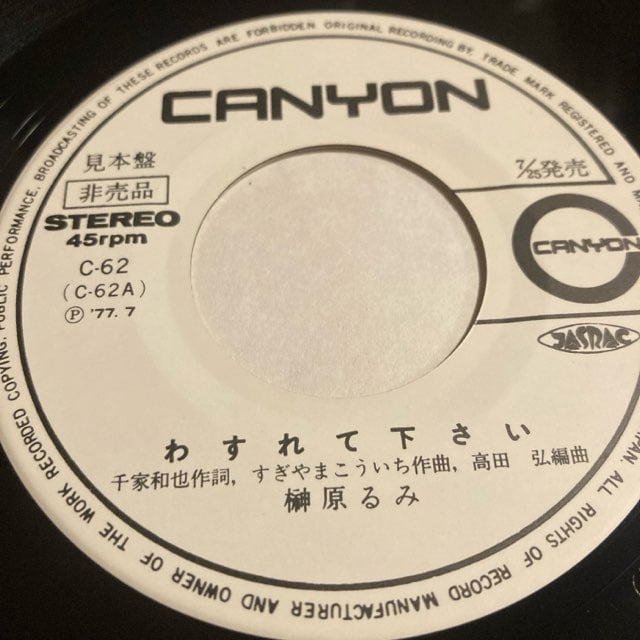 CANYON
見本盤
非売品
STEREO
45rpm
C-62
(C-62A)
Ⓟ '77. 7
7/25発売
CANYON
JASRAC
わすれて下さい
千家和也作詞, すぎやまこういち作曲, 高田 弘編曲
榊原るみ
OWNER OF THE WORK RECORDED COPYING, PUBLIC PERFORMANCE, BROADCASTING OF THESE RECORDS ARE FORBIDDEN ORIGINAL RECORDING BY, TRADE MARK REGISTERED AND
ALL RIGHTS OF RECORD MANUFACTURER AND